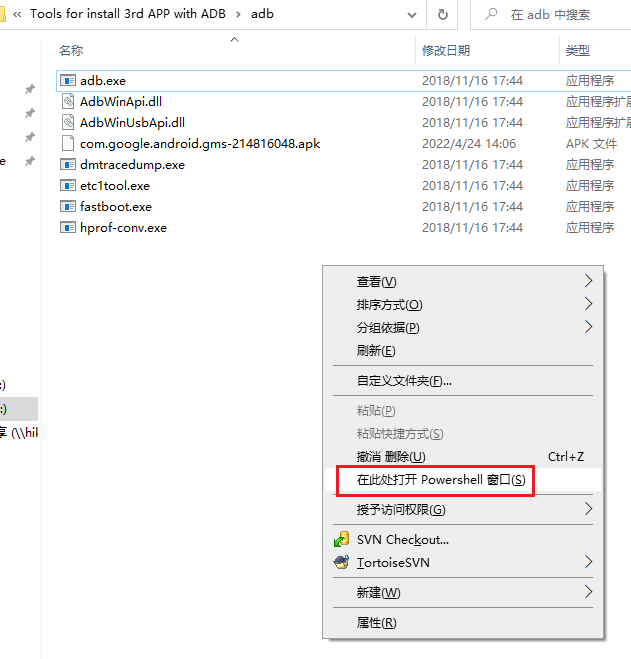 « Tools for install 3rd APP with ADB › adb
在 adb 中搜索
名称 修改日期 类型
adb.exe 2018/11/16 17:44 应用程序
AdbWinApi.dll 2018/11/16 17:44 应用程序扩展
AdbWinUsbApi.dll 2018/11/16 17:44 应用程序扩展
com.google.android.gms-214816048.apk 2022/4/24 14:06 APK 文件
dmtracedump.exe 2018/11/16 17:44 应用程序
etc1tool.exe 2018/11/16 17:44 应用程序
fastboot.exe 2018/11/16 17:44 应用程序
hprof-conv.exe 2018/11/16 17:44 应用程序
查看(V)
排序方式(O)
分组依据(P)
刷新(E)
自定义文件夹(F)...
:)
粘贴(P)
:)
粘贴快捷方式(S)
享 (\\hik
撤消 删除(U) Ctrl+Z
在此处打开 Powershell 窗口(S)
授予访问权限(G)
SVN Checkout...
TortoiseSVN
新建(W)
属性(R)